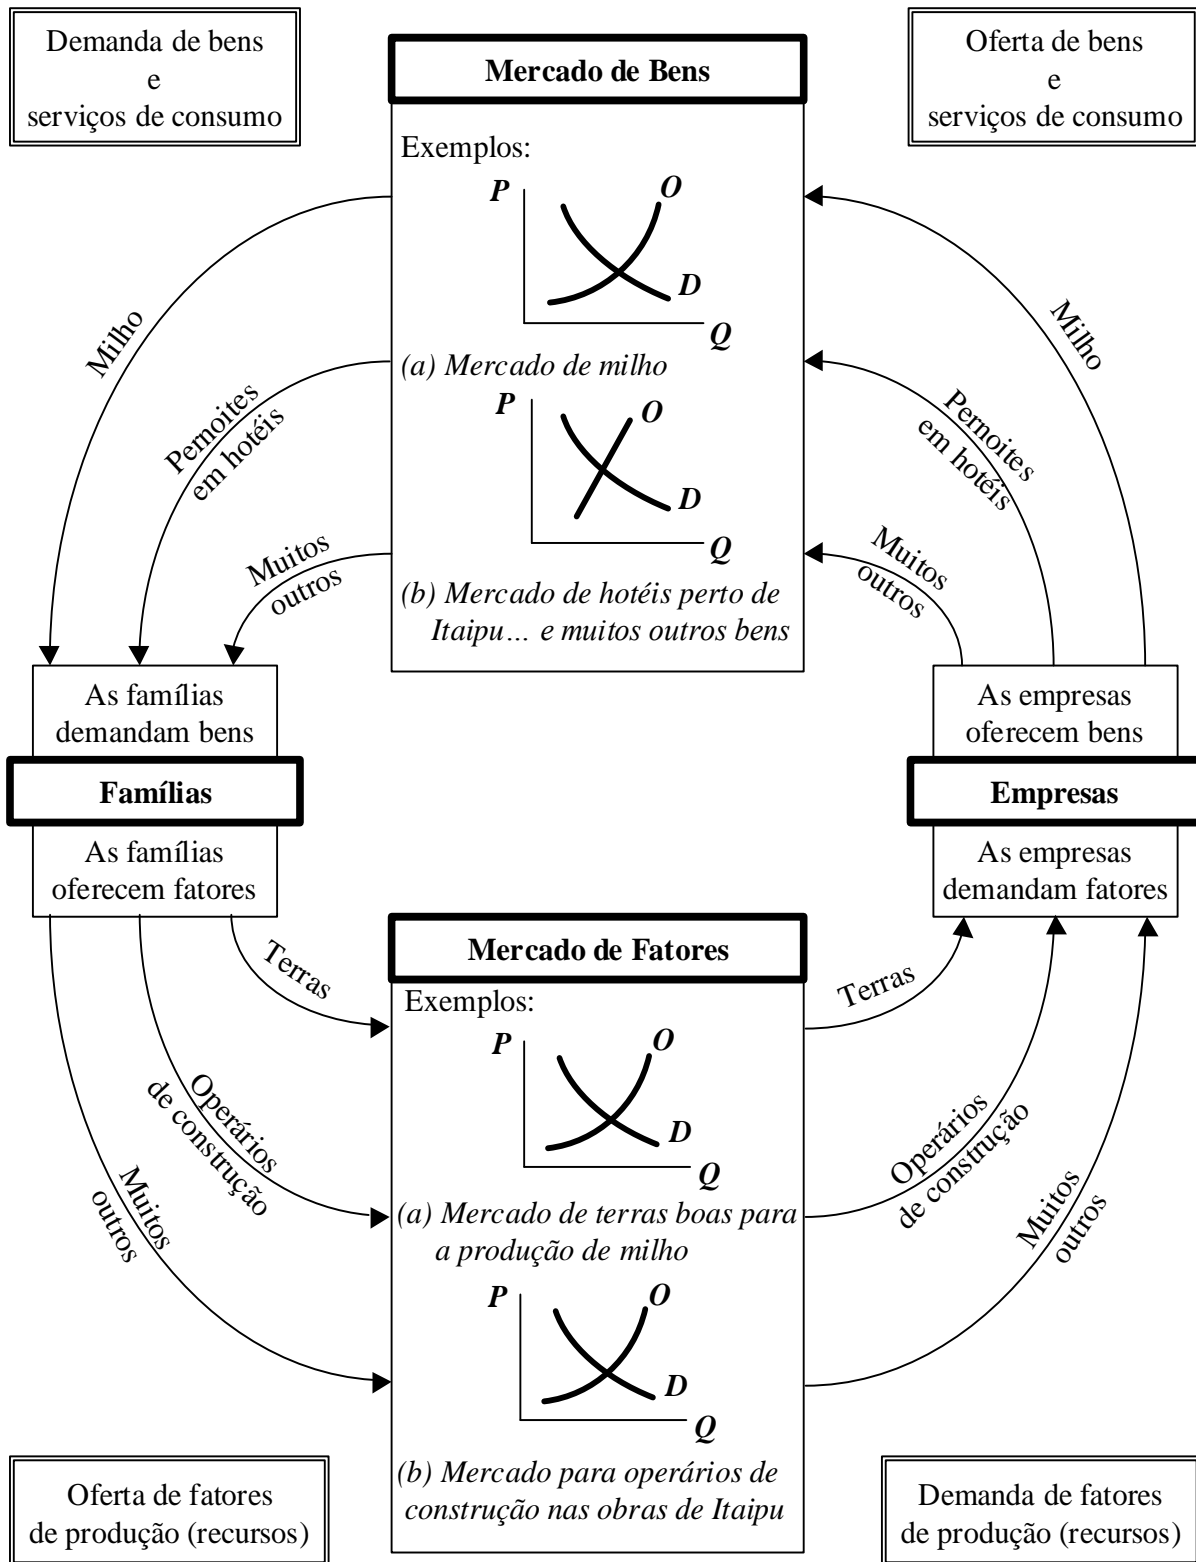 Demanda de bens
e
serviços de consumo
Mercado de Bens
Oferta de bens
e
serviços de consumo
Exemplos:
P
O
D
Q
(a) Mercado de milho
P
O
D
Q
(b) Mercado de hotéis perto de
Itaipu... e muitos outros bens
Milho
Pernoites
em hotéis
Muitos
outros
Milho
Pernoites
em hotéis
Muitos
outros
As famílias
demandam bens
Famílias
As famílias
oferecem fatores
As empresas
oferecem bens
Empresas
As empresas
demandam fatores
Terras
Operários
de construção
Muitos
outros
Mercado de Fatores
Exemplos:
P
O
D
Q
(a) Mercado de terras boas para
a produção de milho
P
O
D
Q
(b) Mercado para operários de
construção nas obras de Itaipu
Terras
Operários
de construção
Muitos
outros
Oferta de fatores
de produção (recursos)
Demanda de fatores
de produção (recursos)